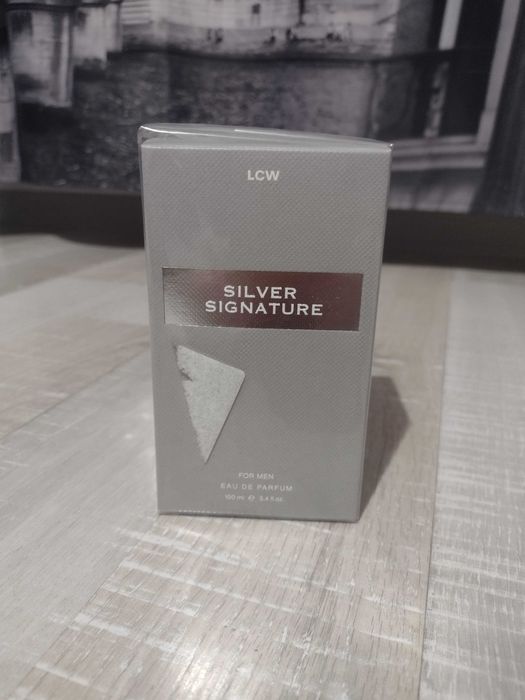 LCW
SILVER
SIGNATURE
FOR MEN
EAU DE PARFUM
100 ml ℮ 3.4 fl.oz.